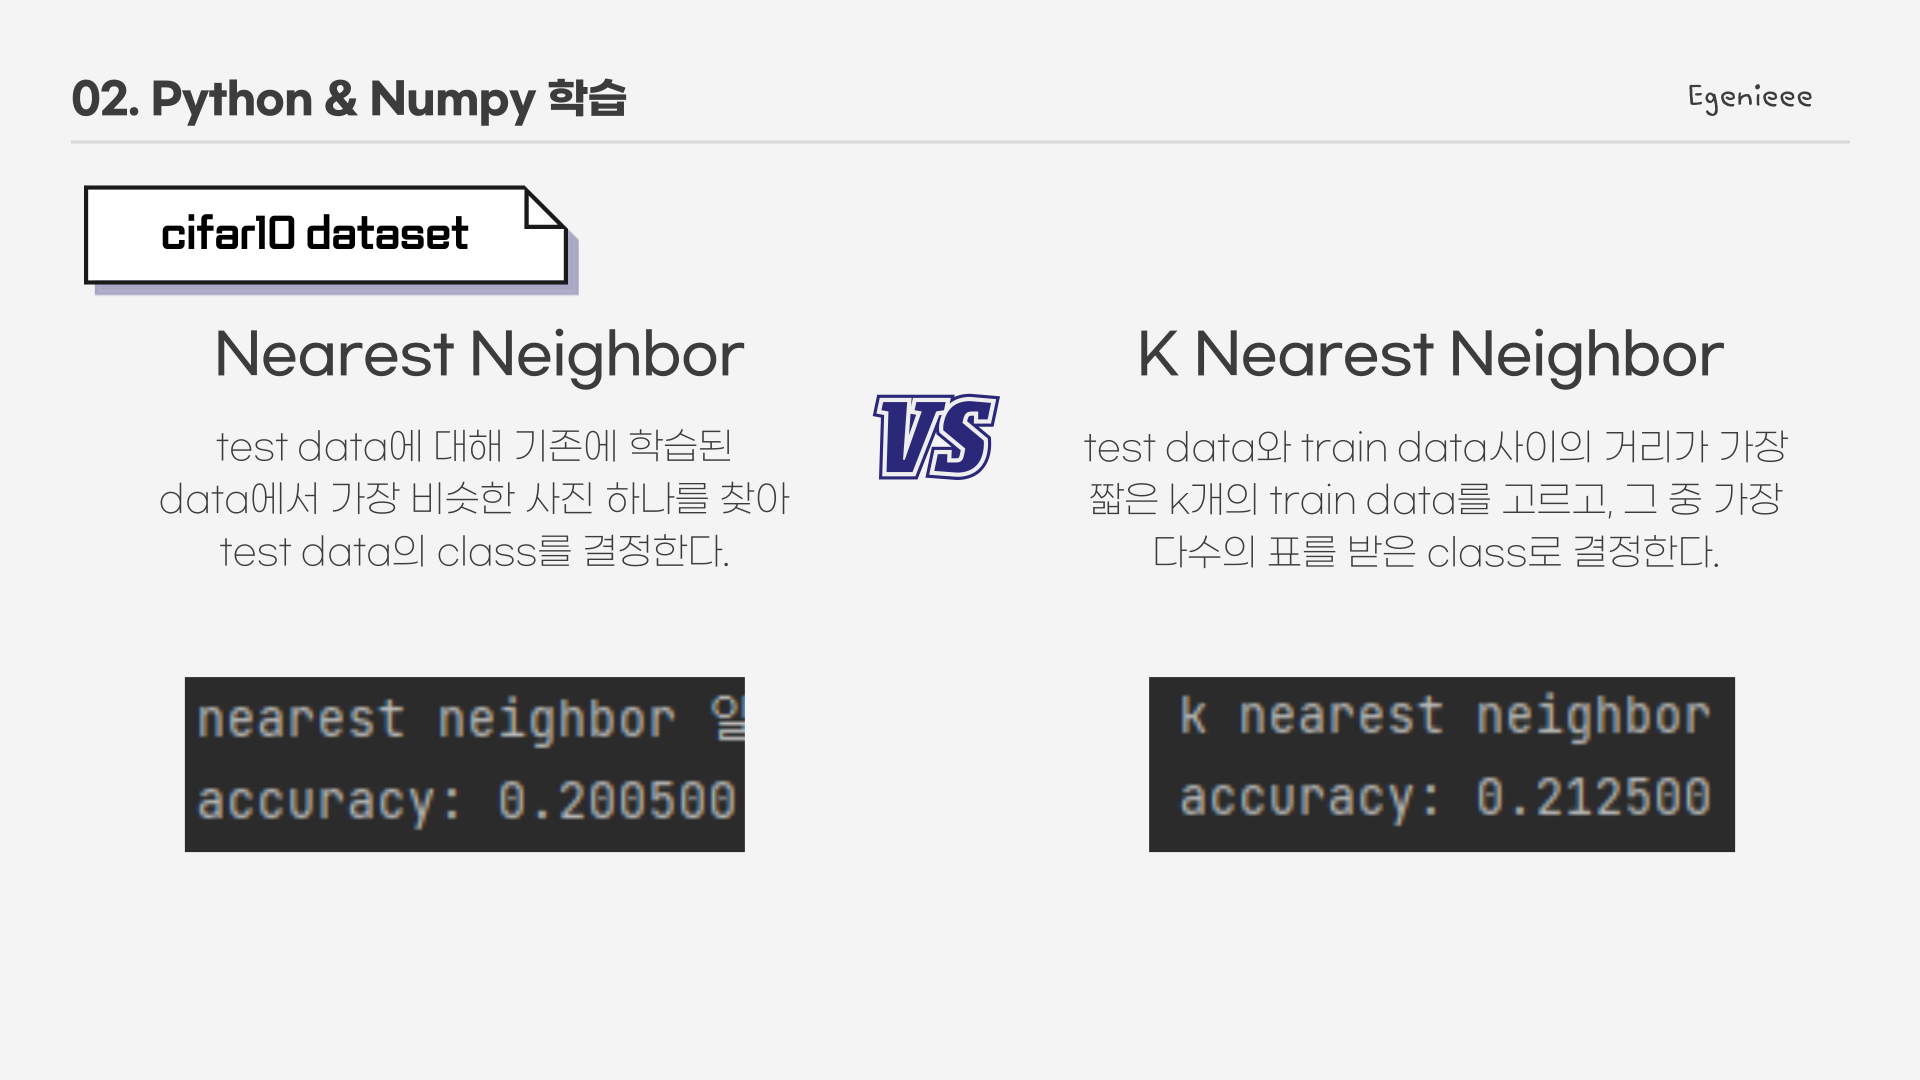 02. Python & Numpy 학습
Egenieee
cifar10 dataset
Nearest Neighbor
test data에 대해 기존에 학습된
data에서 가장 비슷한 사진 하나를 찾아
test data의 class를 결정한다.
VS
K Nearest Neighbor
test data와 train data사이의 거리가 가장
짧은 k개의 train data를 고르고, 그 중 가장
다수의 표를 받은 class로 결정한다.
nearest neighbor
accuracy: 0.200500
k nearest neighbor
accuracy: 0.212500